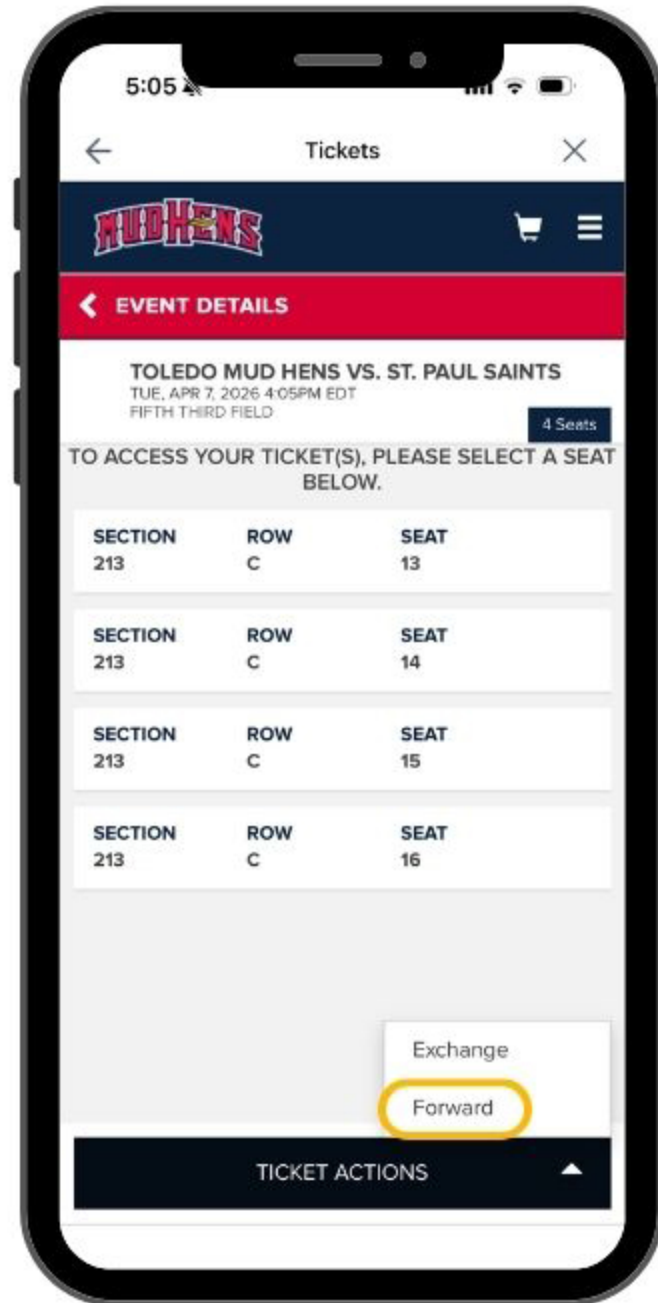 5:05
Tickets
MUDHENS
EVENT DETAILS
TOLEDO MUD HENS VS. ST. PAUL SAINTS
TUE, APR 7, 2026 4:05PM EDT
FIFTH THIRD FIELD
4 Seats
TO ACCESS YOUR TICKET(S), PLEASE SELECT A SEAT
BELOW.
SECTION ROW SEAT
213 C 13
SECTION ROW SEAT
213 C 14
SECTION ROW SEAT
213 C 15
SECTION ROW SEAT
213 C 16
Exchange
Forward
TICKET ACTIONS